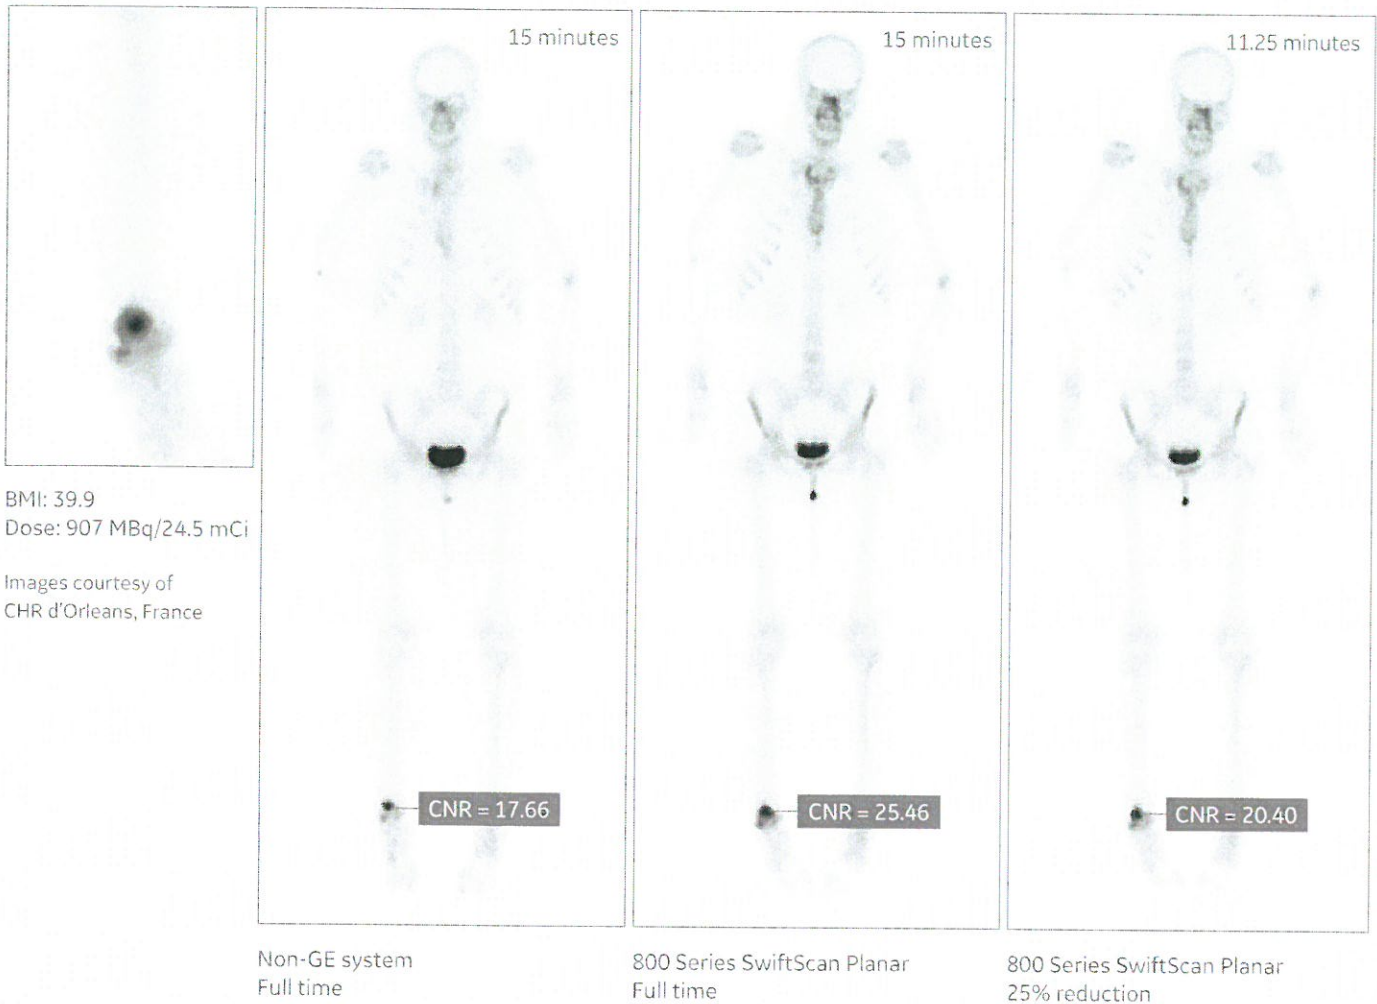 15 minutes
15 minutes
11.25 minutes
BMI: 39.9
Dose: 907 MBq/24.5 mCi
Images courtesy of
CHR d'Orleans, France
CNR = 17.66
CNR = 25.46
CNR = 20.40
Non-GE system
Full time
800 Series SwiftScan Planar
Full time
800 Series SwiftScan Planar
25% reduction